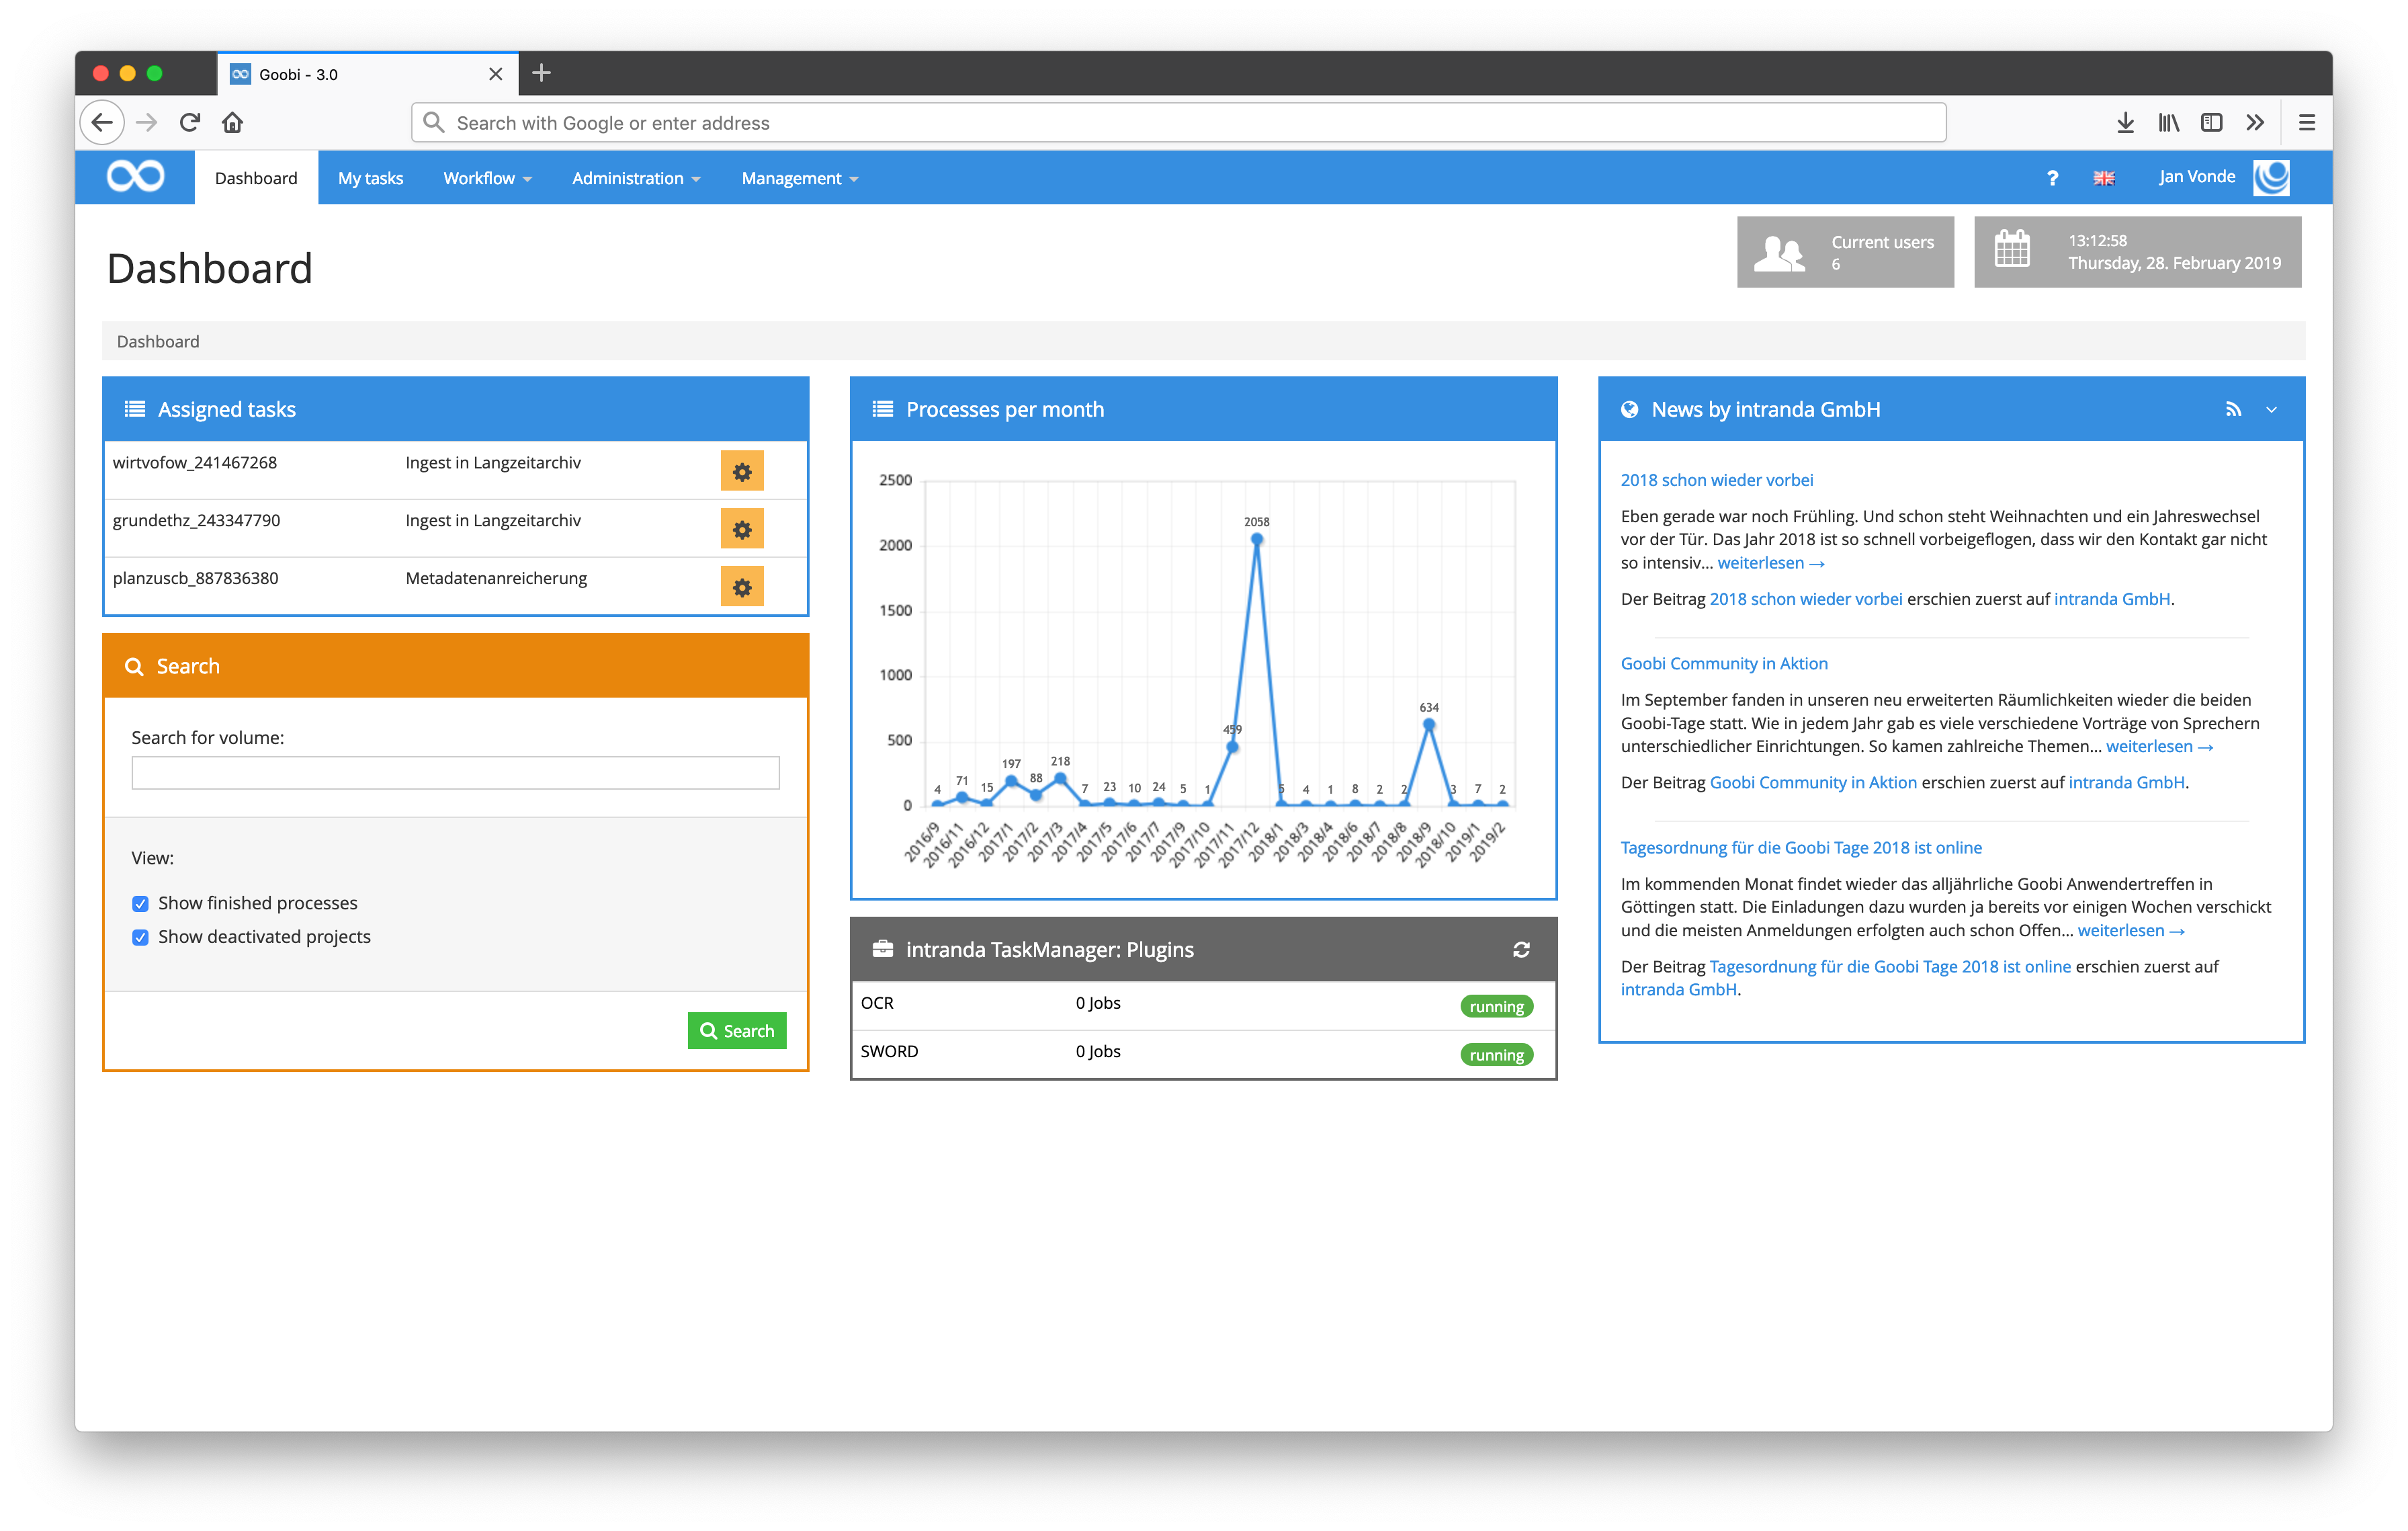 Goobi - 3.0
Search with Google or enter address
Dashboard
My tasks
Workflow
Administration
Management
?
Jan Vonde
Dashboard
Current users
6
13:12:58
Thursday, 28. February 2019
Dashboard
Assigned tasks
wirtvofow_241467268 Ingest in Langzeitarchiv
grundethz_243347790 Ingest in Langzeitarchiv
planzuscb_887836380 Metadatenanreicherung
Search
Search for volume:
View:
Show finished processes
Show deactivated projects
Search
Processes per month
2500
2000
1500
1000
500
0
4 71 15 197 88 218 7 23 10 24 5 1 459 2058 5 4 1 8 2 2 634 3 7 2
2016/9 2016/11 2016/12 2017/1 2017/2 2017/3 2017/4 2017/5 2017/6 2017/7 2017/9 2017/10 2017/11 2017/12 2018/1 2018/3 2018/4 2018/6 2018/7 2018/8 2018/9 2018/10 2019/1 2019/2
intranda TaskManager: Plugins
OCR 0 Jobs running
SWORD 0 Jobs running
News by intranda GmbH
2018 schon wieder vorbei
Eben gerade war noch Frühling. Und schon steht Weihnachten und ein Jahreswechsel
vor der Tür. Das Jahr 2018 ist so schnell vorbeigeflogen, dass wir den Kontakt gar nicht
so intensiv... weiterlesen →
Der Beitrag 2018 schon wieder vorbei erschien zuerst auf intranda GmbH.
Goobi Community in Aktion
Im September fanden in unseren neu erweiterten Räumlichkeiten wieder die beiden
Goobi-Tage statt. Wie in jedem Jahr gab es viele verschiedene Vorträge von Sprechern
unterschiedlicher Einrichtungen. So kamen zahlreiche Themen... weiterlesen →
Der Beitrag Goobi Community in Aktion erschien zuerst auf intranda GmbH.
Tagesordnung für die Goobi Tage 2018 ist online
Im kommenden Monat findet wieder das alljährliche Goobi Anwendertreffen in
Göttingen statt. Die Einladungen dazu wurden ja bereits vor einigen Wochen verschickt
und die meisten Anmeldungen erfolgten auch schon Offen... weiterlesen →
Der Beitrag Tagesordnung für die Goobi Tage 2018 ist online erschien zuerst auf
intranda GmbH.